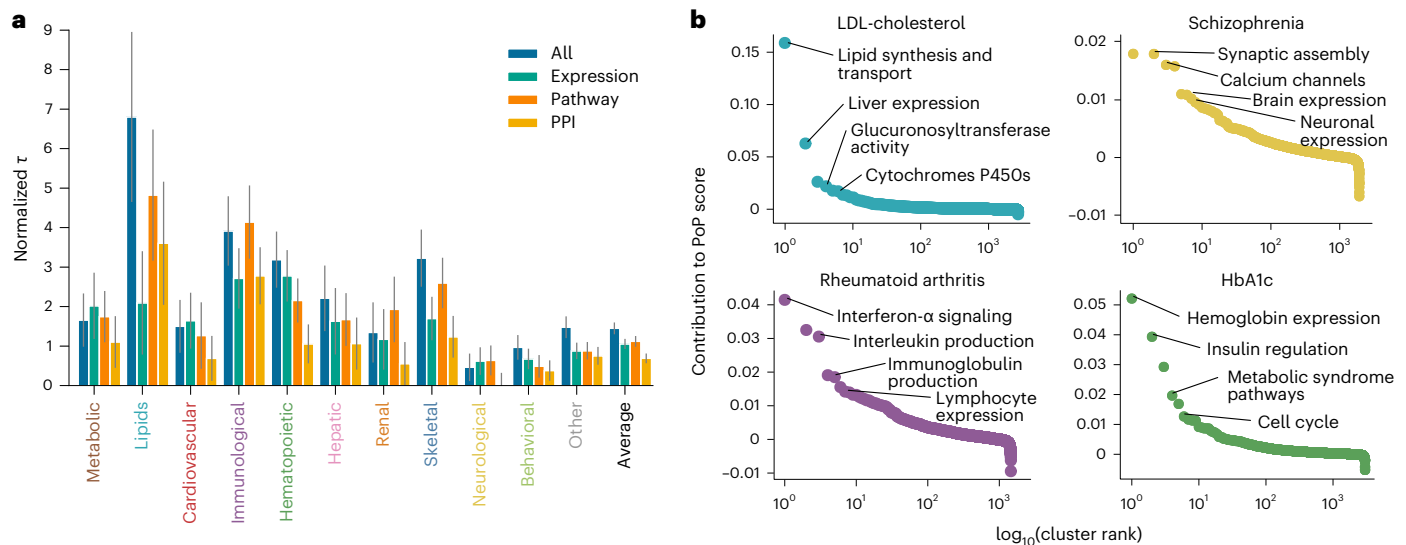 a
9
8
7
6
5
4
3
2
1
0
Normalized τ
All
Expression
Pathway
PPI
Metabolic
Lipids
Cardiovascular
Immunological
Hematopoietic
Hepatic
Renal
Skeletal
Neurological
Behavioral
Other
Average
b
Contribution to PoP score
LDL-cholesterol
0.15
0.10
0.05
0
Lipid synthesis and
transport
Liver expression
Glucuronosyltransferase
activity
Cytochromes P450s
10⁰
10¹
10²
10³
Schizophrenia
0.02
0.01
0
−0.01
Synaptic assembly
Calcium channels
Brain expression
Neuronal
expression
10⁰
10¹
10²
10³
Rheumatoid arthritis
0.04
0.03
0.02
0.01
0
−0.01
Interferon-α signaling
Interleukin production
Immunoglobulin
production
Lymphocyte
expression
10⁰
10¹
10²
10³
HbA1c
0.05
0.04
0.03
0.02
0.01
0
Hemoglobin expression
Insulin regulation
Metabolic syndrome
pathways
Cell cycle
10⁰
10¹
10²
10³
log₁₀(cluster rank)